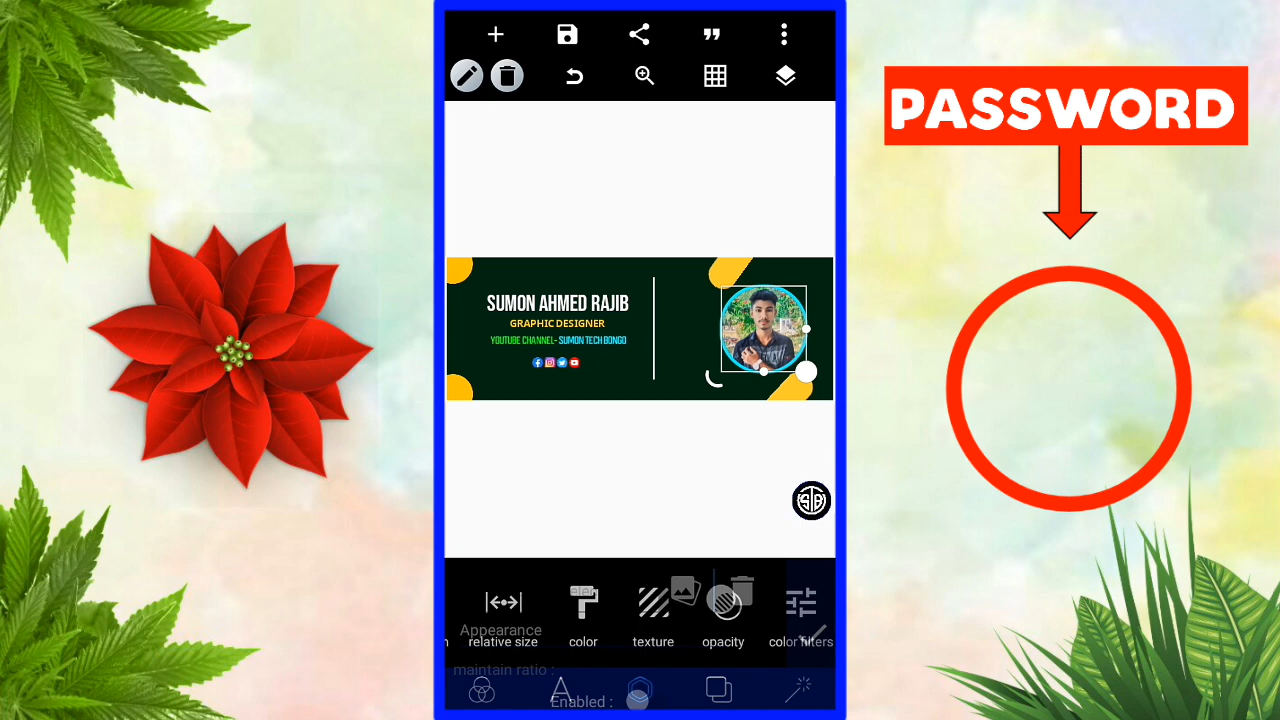 PASSWORD
SUMON AHMED RAJIB
GRAPHIC DESIGNER
YOUTUBE CHANNEL- SUMON TECH BONGO
STB
Appearance
relative size
color
texture
opacity
color filters
maintain ratio :
Enabled :